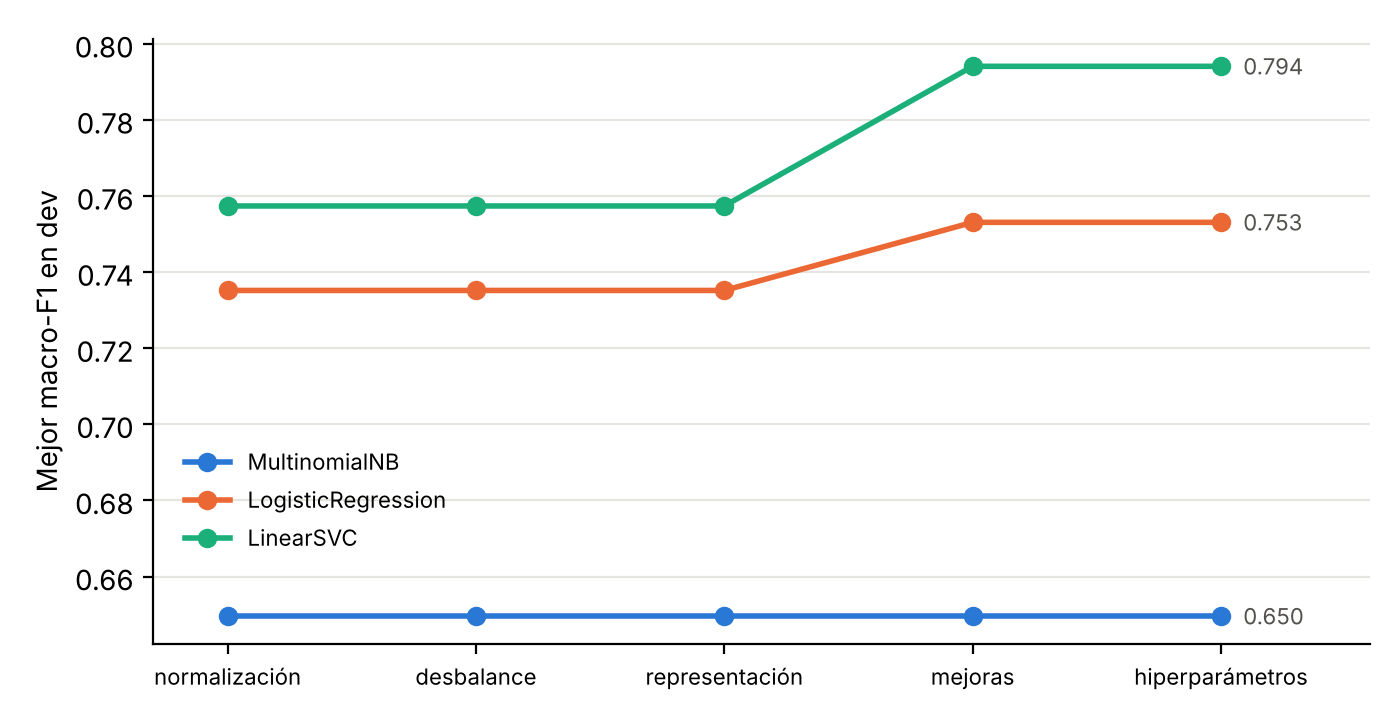 0.80
0.78
0.76
0.74
0.72
0.70
0.68
0.66
Mejor macro-F1 en dev
0.794
0.753
0.650
MultinomialNB
LogisticRegression
LinearSVC
normalización
desbalance
representación
mejoras
hiperparámetros